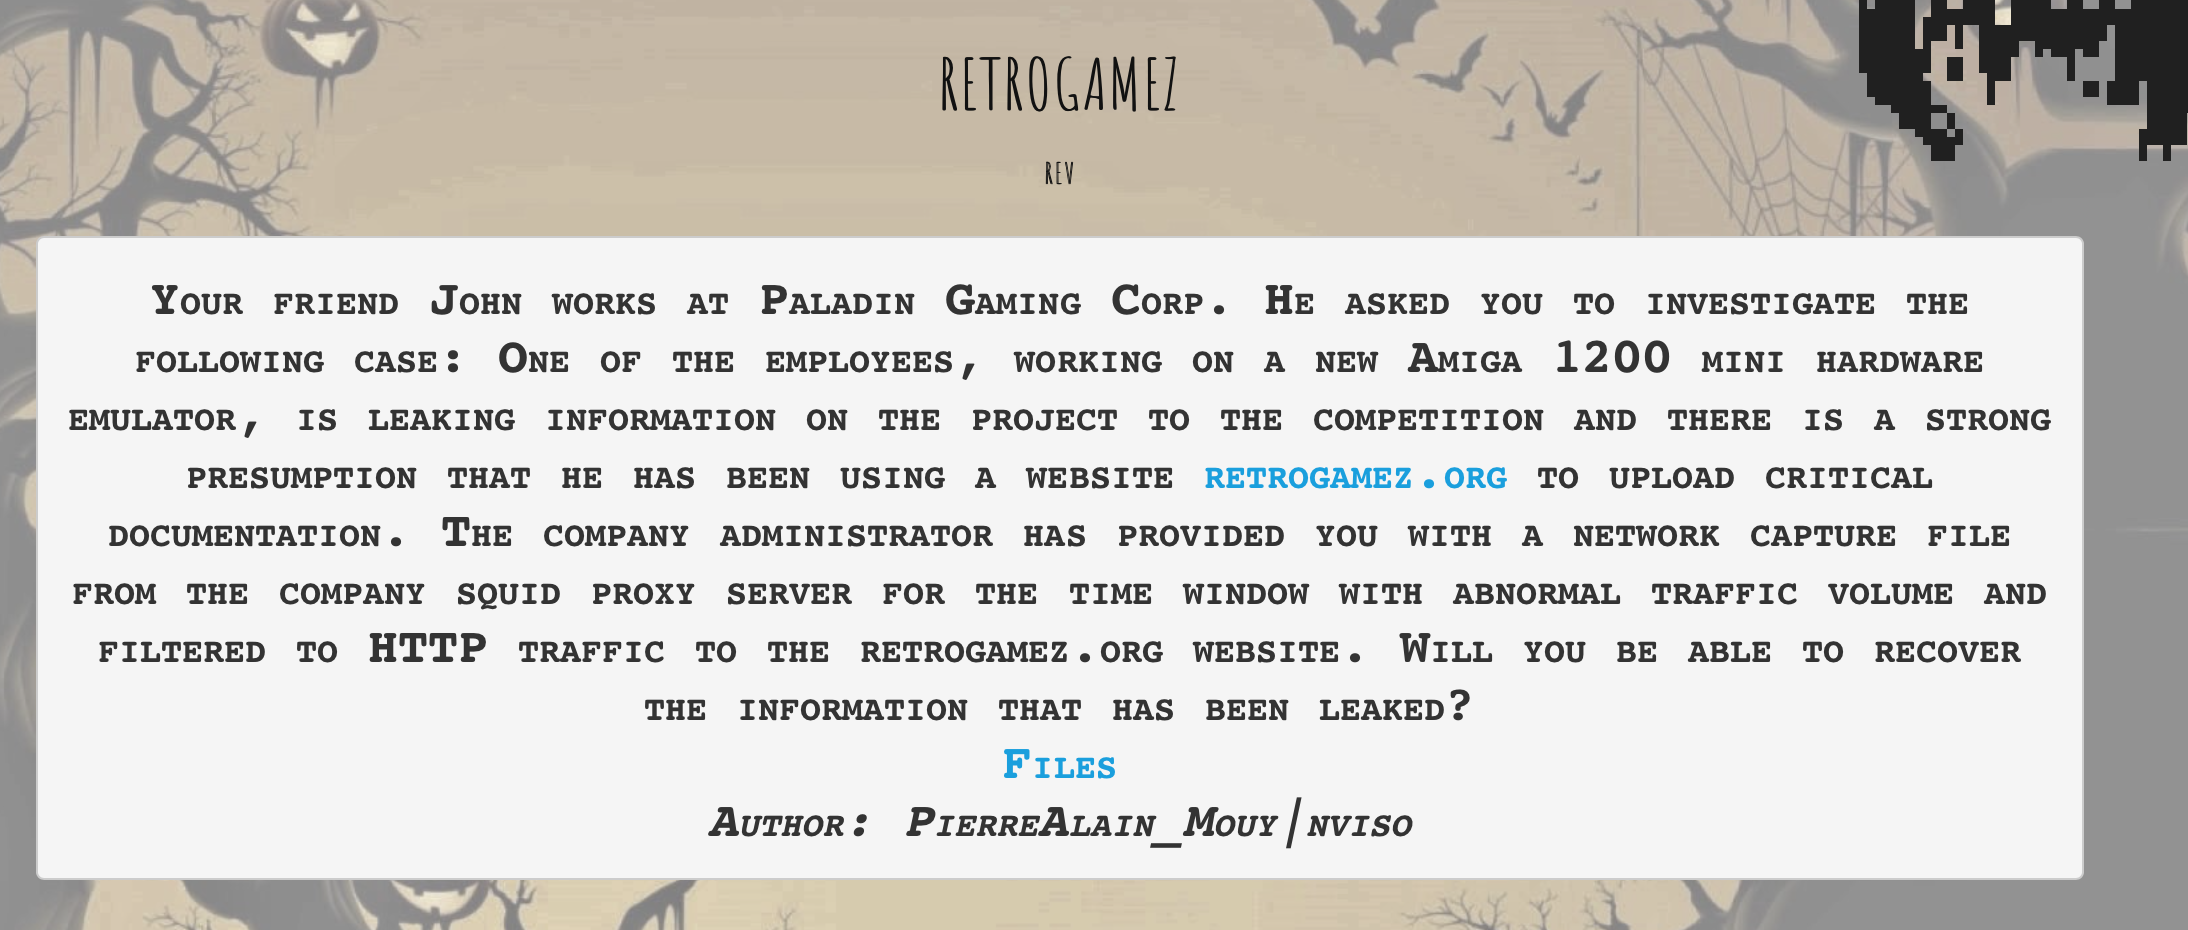 RETROGAMEZ
REV
Your friend John works at Paladin Gaming Corp. He asked you to investigate the
following case: One of the employees, working on a new Amiga 1200 mini hardware
emulator, is leaking information on the project to the competition and there is a strong
presumption that he has been using a website retrogamez.org to upload critical
documentation. The company administrator has provided you with a network capture file
from the company squid proxy server for the time window with abnormal traffic volume and
filtered to HTTP traffic to the retrogamez.org website. Will you be able to recover
the information that has been leaked?
Files
Author: PierreAlain_Mouy|nviso